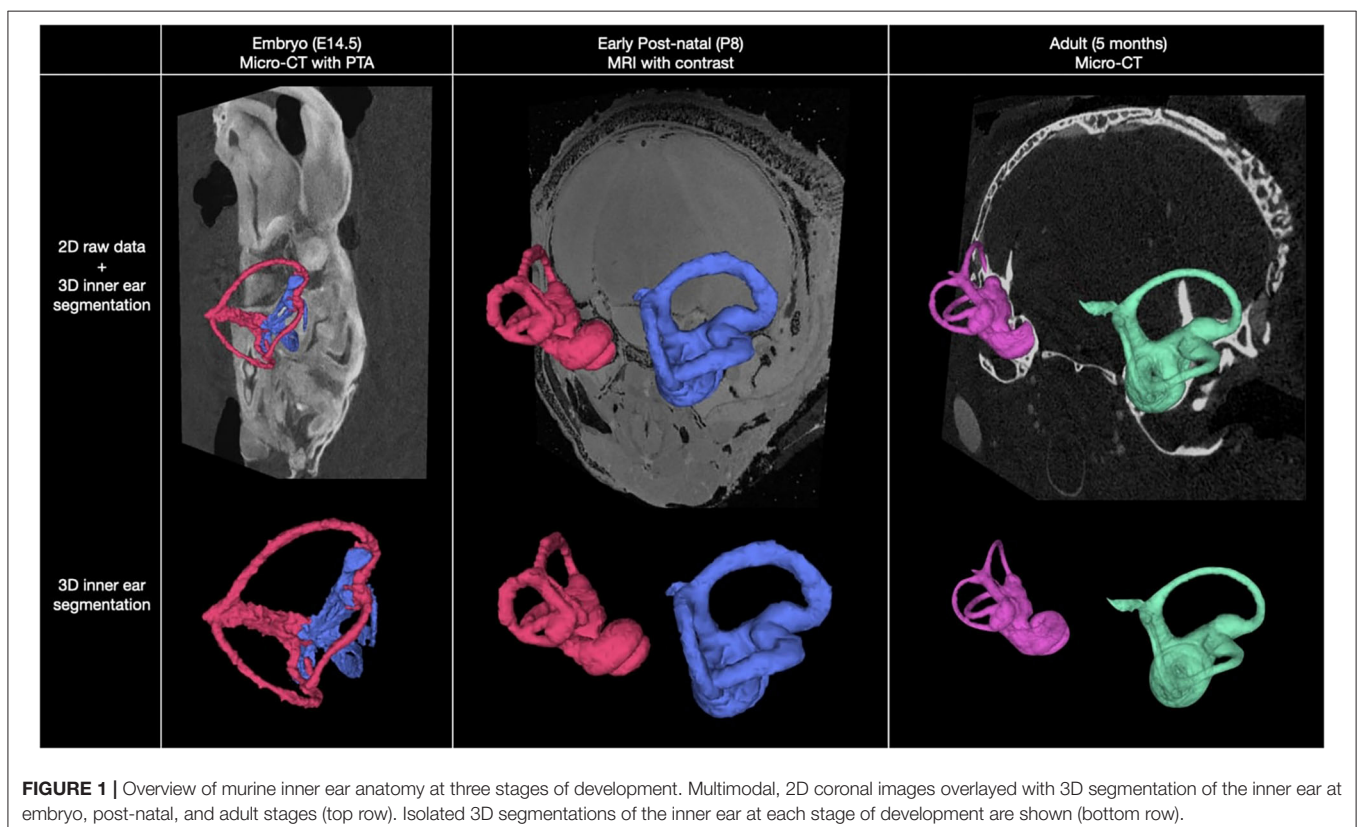 Embryo (E14.5)
Micro-CT with PTA
Early Post-natal (P8)
MRI with contrast
Adult (5 months)
Micro-CT
2D raw data
+
3D inner ear
segmentation
3D inner ear
segmentation
FIGURE 1 | Overview of murine inner ear anatomy at three stages of development. Multimodal, 2D coronal images overlayed with 3D segmentation of the inner ear at
embryo, post-natal, and adult stages (top row). Isolated 3D segmentations of the inner ear at each stage of development are shown (bottom row).